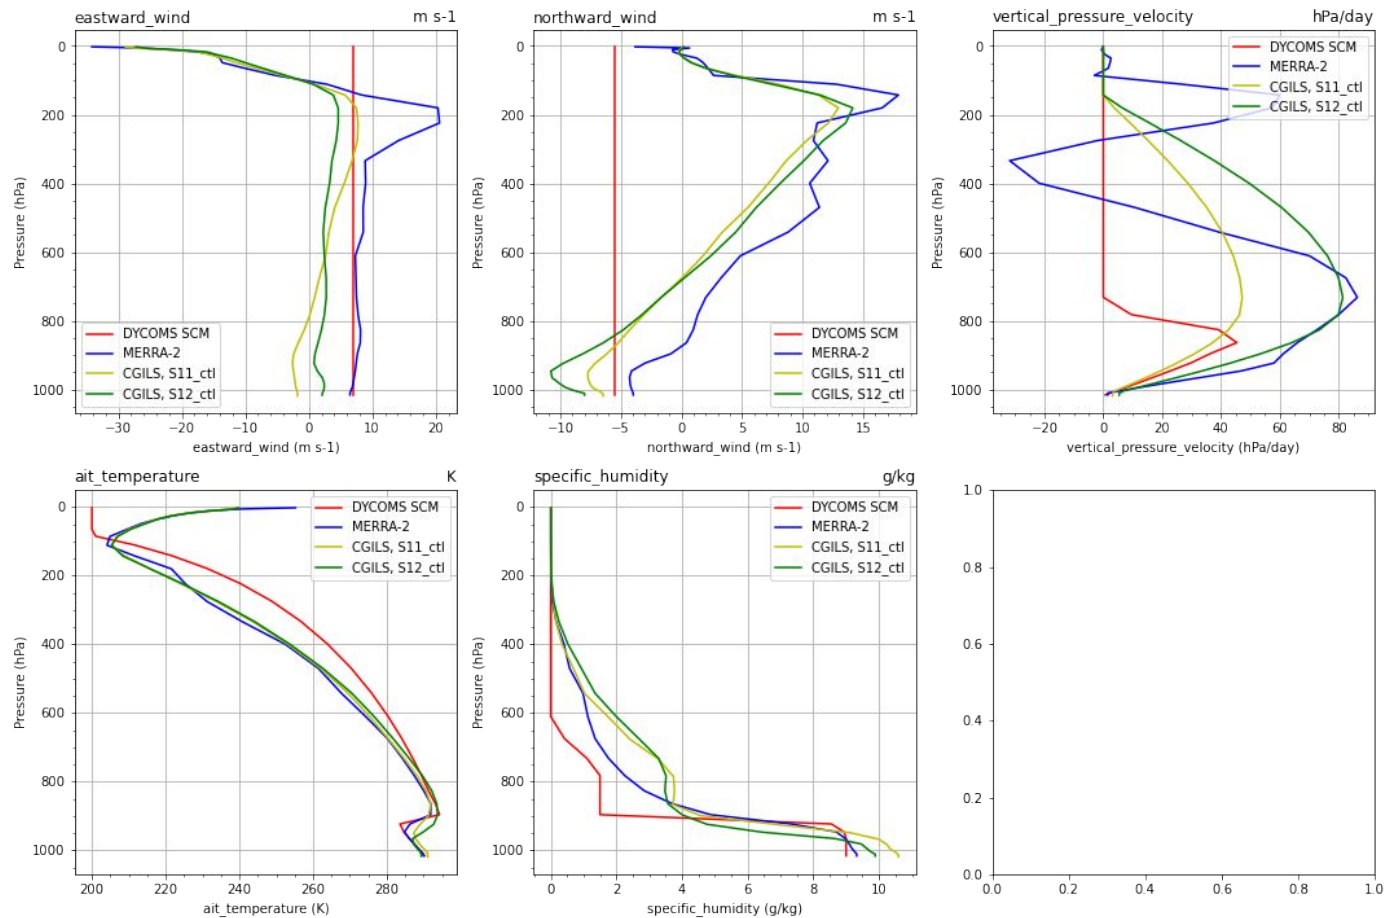 eastward_wind m s-1
0
200
400
600
800
1000
Pressure (hPa)
DYCOMS SCM
MERRA-2
CGILS, S11_ctl
CGILS, S12_ctl
−30 −20 −10 0 10 20
eastward_wind (m s-1)
northward_wind m s-1
0
200
400
600
800
1000
Pressure (hPa)
DYCOMS SCM
MERRA-2
CGILS, S11_ctl
CGILS, S12_ctl
−10 −5 0 5 10 15
northward_wind (m s-1)
vertical_pressure_velocity hPa/day
0
200
400
600
800
1000
Pressure (hPa)
DYCOMS SCM
MERRA-2
CGILS, S11_ctl
CGILS, S12_ctl
−20 0 20 40 60 80
vertical_pressure_velocity (hPa/day)
ait_temperature K
0
200
400
600
800
1000
Pressure (hPa)
DYCOMS SCM
MERRA-2
CGILS, S11_ctl
CGILS, S12_ctl
200 220 240 260 280
ait_temperature (K)
specific_humidity g/kg
0
200
400
600
800
1000
Pressure (hPa)
DYCOMS SCM
MERRA-2
CGILS, S11_ctl
CGILS, S12_ctl
0 2 4 6 8 10
specific_humidity (g/kg)
1.0
0.8
0.6
0.4
0.2
0.0
0.0 0.2 0.4 0.6 0.8 1.0